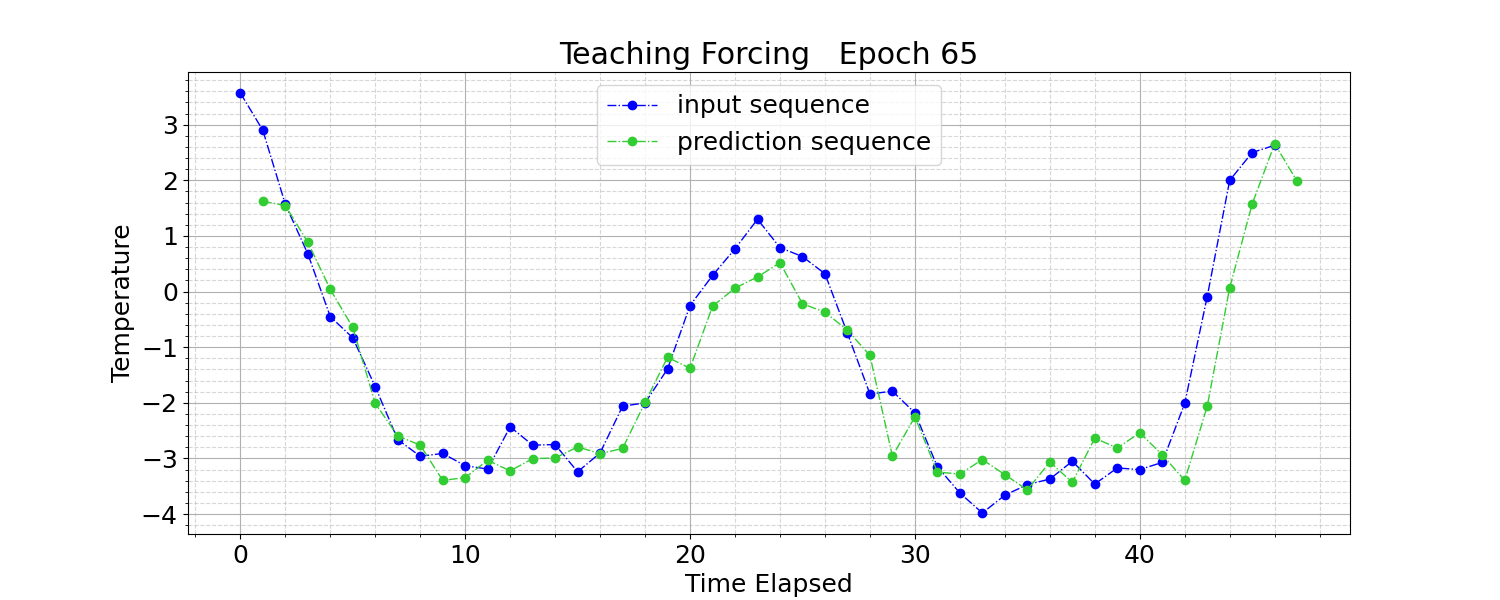 Teaching Forcing   Epoch 65
input sequence
prediction sequence
Temperature
3
2
1
0
−1
−2
−3
−4
0 10 20 30 40
Time Elapsed